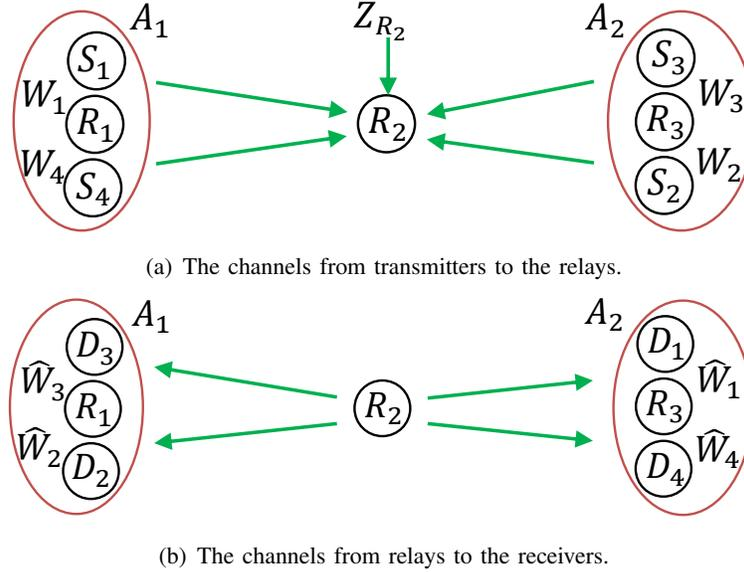 A₁ Z_{R₂} A₂
S₁ S₃
W₁ W₃
R₁ R₂ R₃
W₄ W₂
S₄ S₂
(a) The channels from transmitters to the relays.
A₁ A₂
D₃ D₁
Ŵ₃ Ŵ₁
R₁ R₂ R₃
Ŵ₂ Ŵ₄
D₂ D₄
(b) The channels from relays to the receivers.